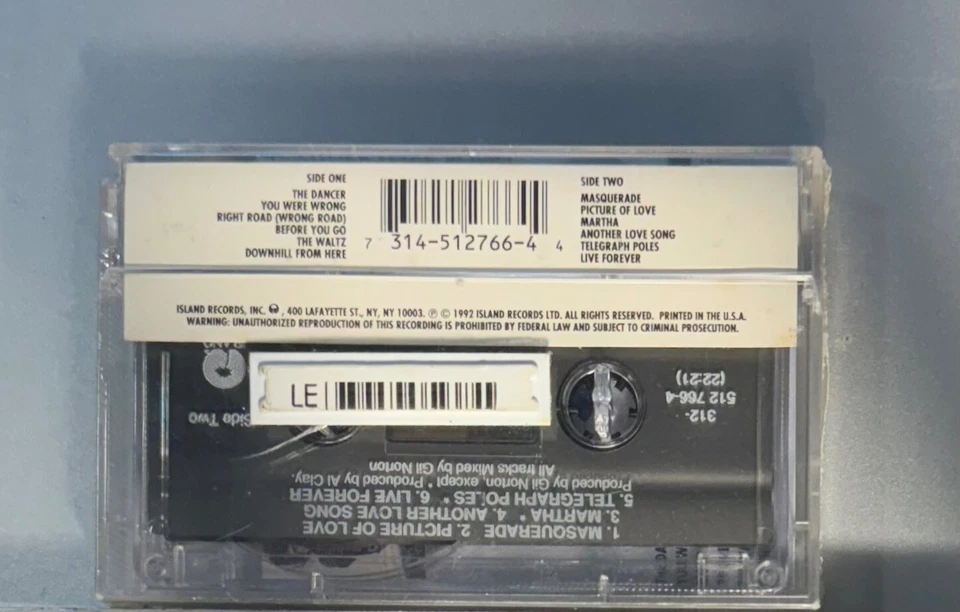 SIDE ONE
THE DANCER
YOU WERE WRONG
RIGHT ROAD (WRONG ROAD)
BEFORE YOU GO
THE WALTZ
DOWNHILL FROM HERE
7 314-512766-4 4
SIDE TWO
MASQUERADE
PICTURE OF LOVE
MARTHA
ANOTHER LOVE SONG
TELEGRAPH POLES
LIVE FOREVER
ISLAND RECORDS, INC. , 400 LAFAYETTE ST., NY, NY 10003. ℗ © 1992 ISLAND RECORDS LTD. ALL RIGHTS RESERVED. PRINTED IN THE U.S.A.
WARNING: UNAUTHORIZED REPRODUCTION OF THIS RECORDING IS PROHIBITED BY FEDERAL LAW AND SUBJECT TO CRIMINAL PROSECUTION.
LE
1. MASQUERADE 2. PICTURE OF LOVE
3. MARTHA * 4. ANOTHER LOVE SONG
5. TELEGRAPH POLES * 6. LIVE FOREVER
Produced by Gil Norton, except * Produced by Al Clay.
All tracks Mixed by Gil Norton
312-
512 766-4
(22:21)
Side Two